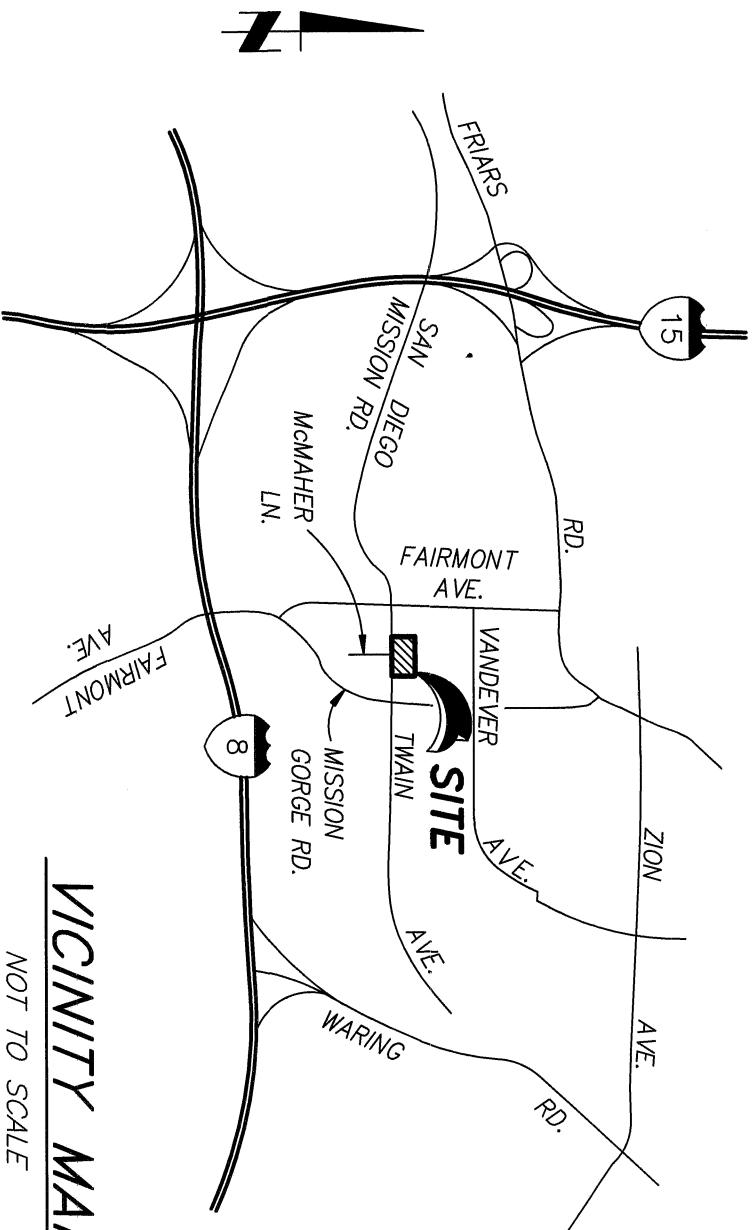 N
FRIARS
RD.
15
SAN DIEGO
MISSION RD.
McMAHER
LN.
FAIRMONT
AVE.
VANDEVER
AVE.
ZION
AVE.
SITE
TWAIN
AVE.
MISSION
GORGE RD.
FAIRMONT
AVE.
8
WARING
RD.
VICINITY MAP
NOT TO SCALE